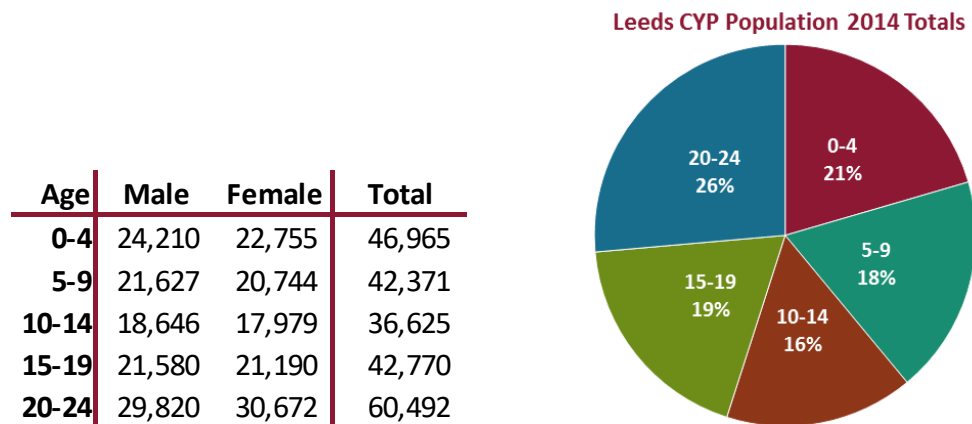 Leeds CYP Population 2014 Totals
Age Male Female Total
0-4 24,210 22,755 46,965
5-9 21,627 20,744 42,371
10-14 18,646 17,979 36,625
15-19 21,580 21,190 42,770
20-24 29,820 30,672 60,492
0-4
21%
5-9
18%
10-14
16%
15-19
19%
20-24
26%